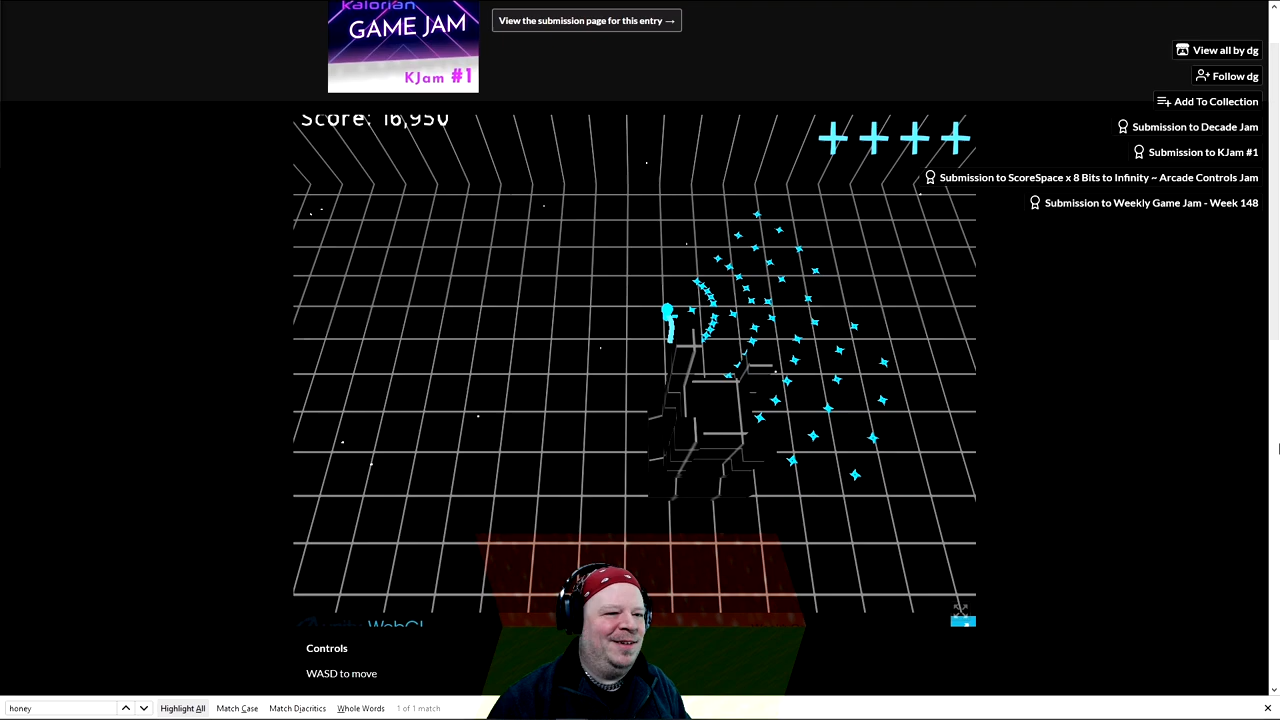 kalorian
GAME JAM
KJam #1
View the submission page for this entry →
View all by dg
Follow dg
Add To Collection
Submission to Decade Jam
Submission to KJam #1
Submission to ScoreSpace x 8 Bits to Infinity ~ Arcade Controls Jam
Submission to Weekly Game Jam - Week 148
Score: 16,950
unity WebGL
Controls
WASD to move
honey
Highlight All
Match Case
Match Diacritics
Whole Words
1 of 1 match